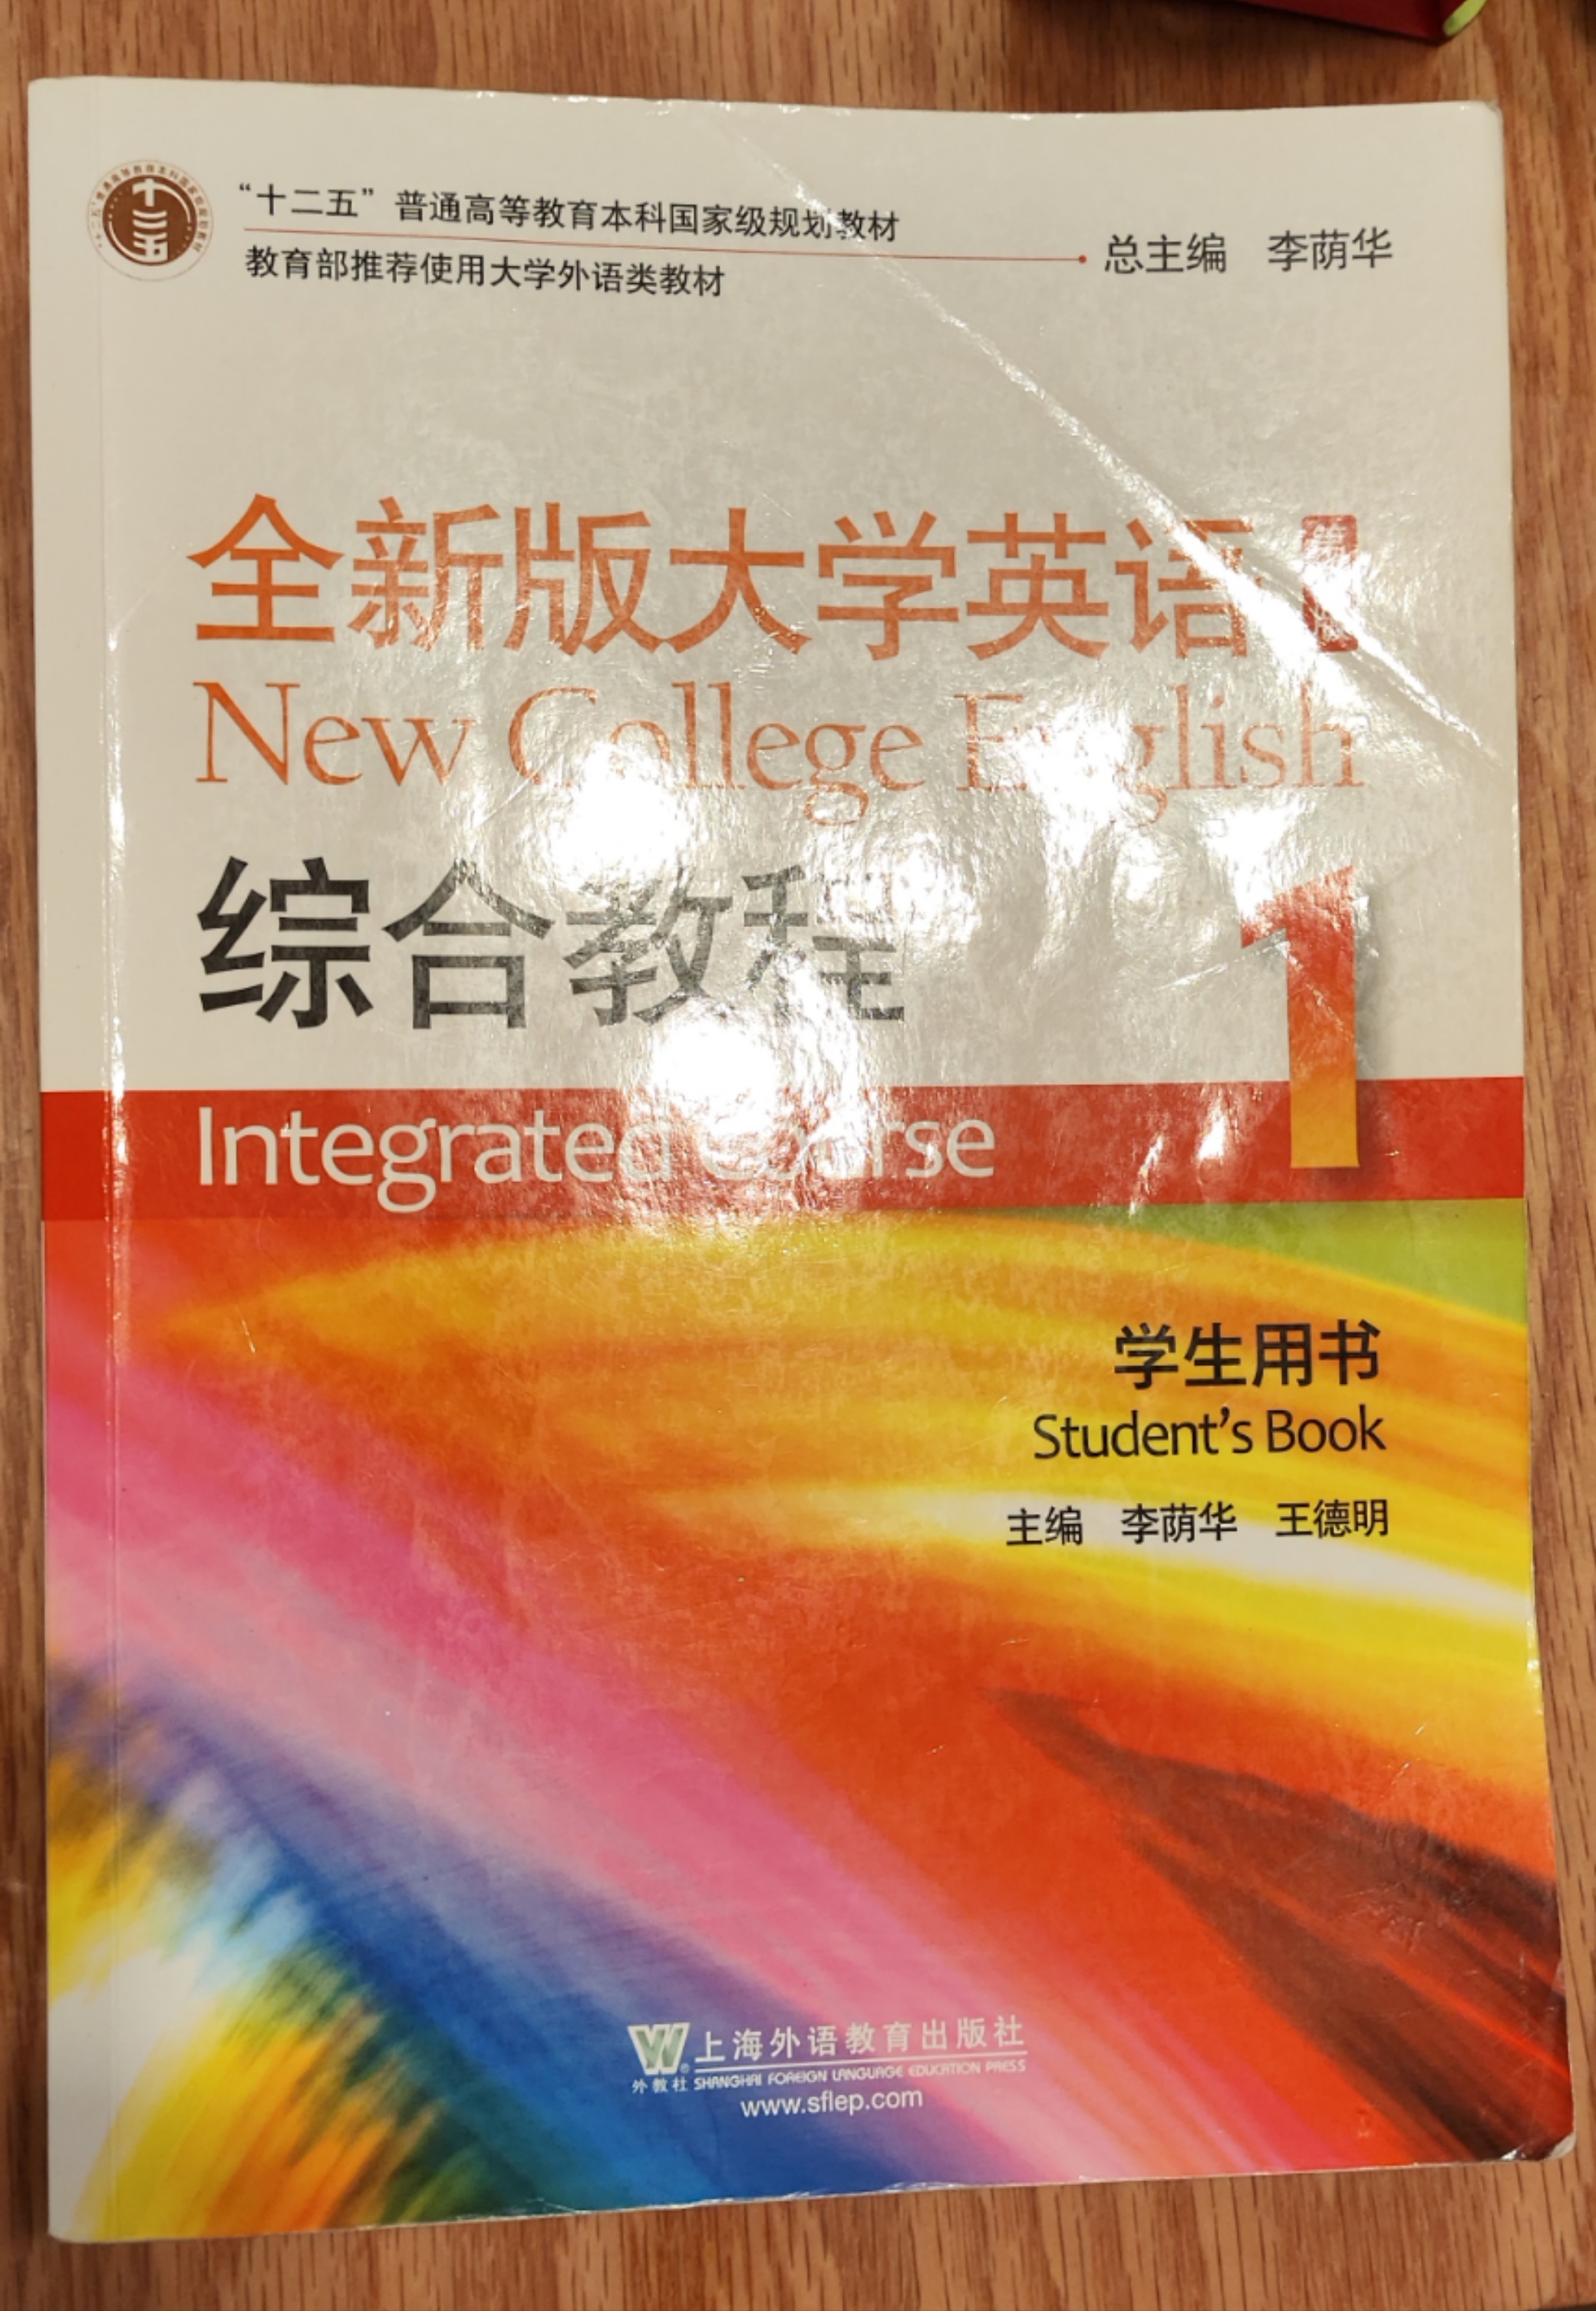 “十二五”普通高等教育本科国家级规划教材
教育部推荐使用大学外语类教材
总主编 李荫华
十二五
全新版大学英语
New College English
综合教程
1
Integrated Course
学生用书
Student's Book
主编 李荫华 王德明
W®上海外语教育出版社
外教社 SHANGHAI FOREIGN LANGUAGE EDUCATION PRESS
www.sflep.com